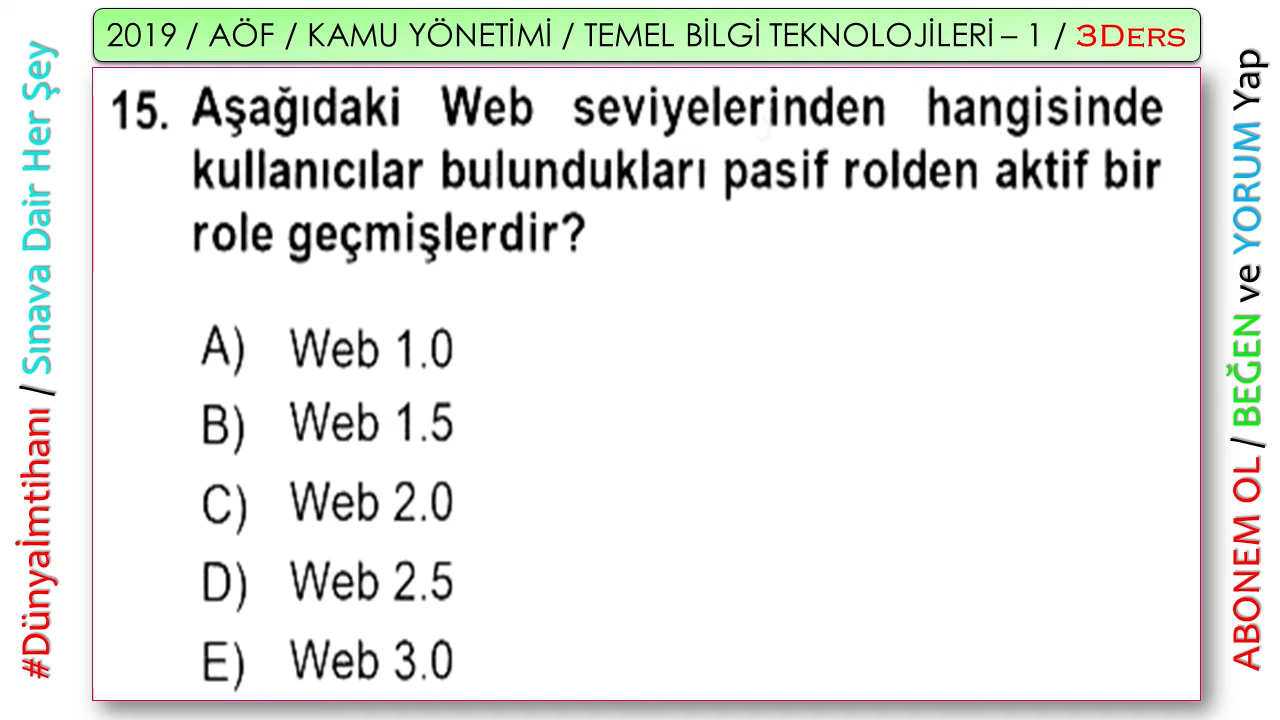 2019 / AÖF / KAMU YÖNETİMİ / TEMEL BİLGİ TEKNOLOJİLERİ – 1 / 3DERS
#Dünyaİmtihanı / Sınava Dair Her Şey
15. Aşağıdaki Web seviyelerinden hangisinde
kullanıcılar bulundukları pasif rolden aktif bir
role geçmişlerdir?
A) Web 1.0
B) Web 1.5
C) Web 2.0
D) Web 2.5
E) Web 3.0
ABONEM OL / BEĞEN ve YORUM Yap